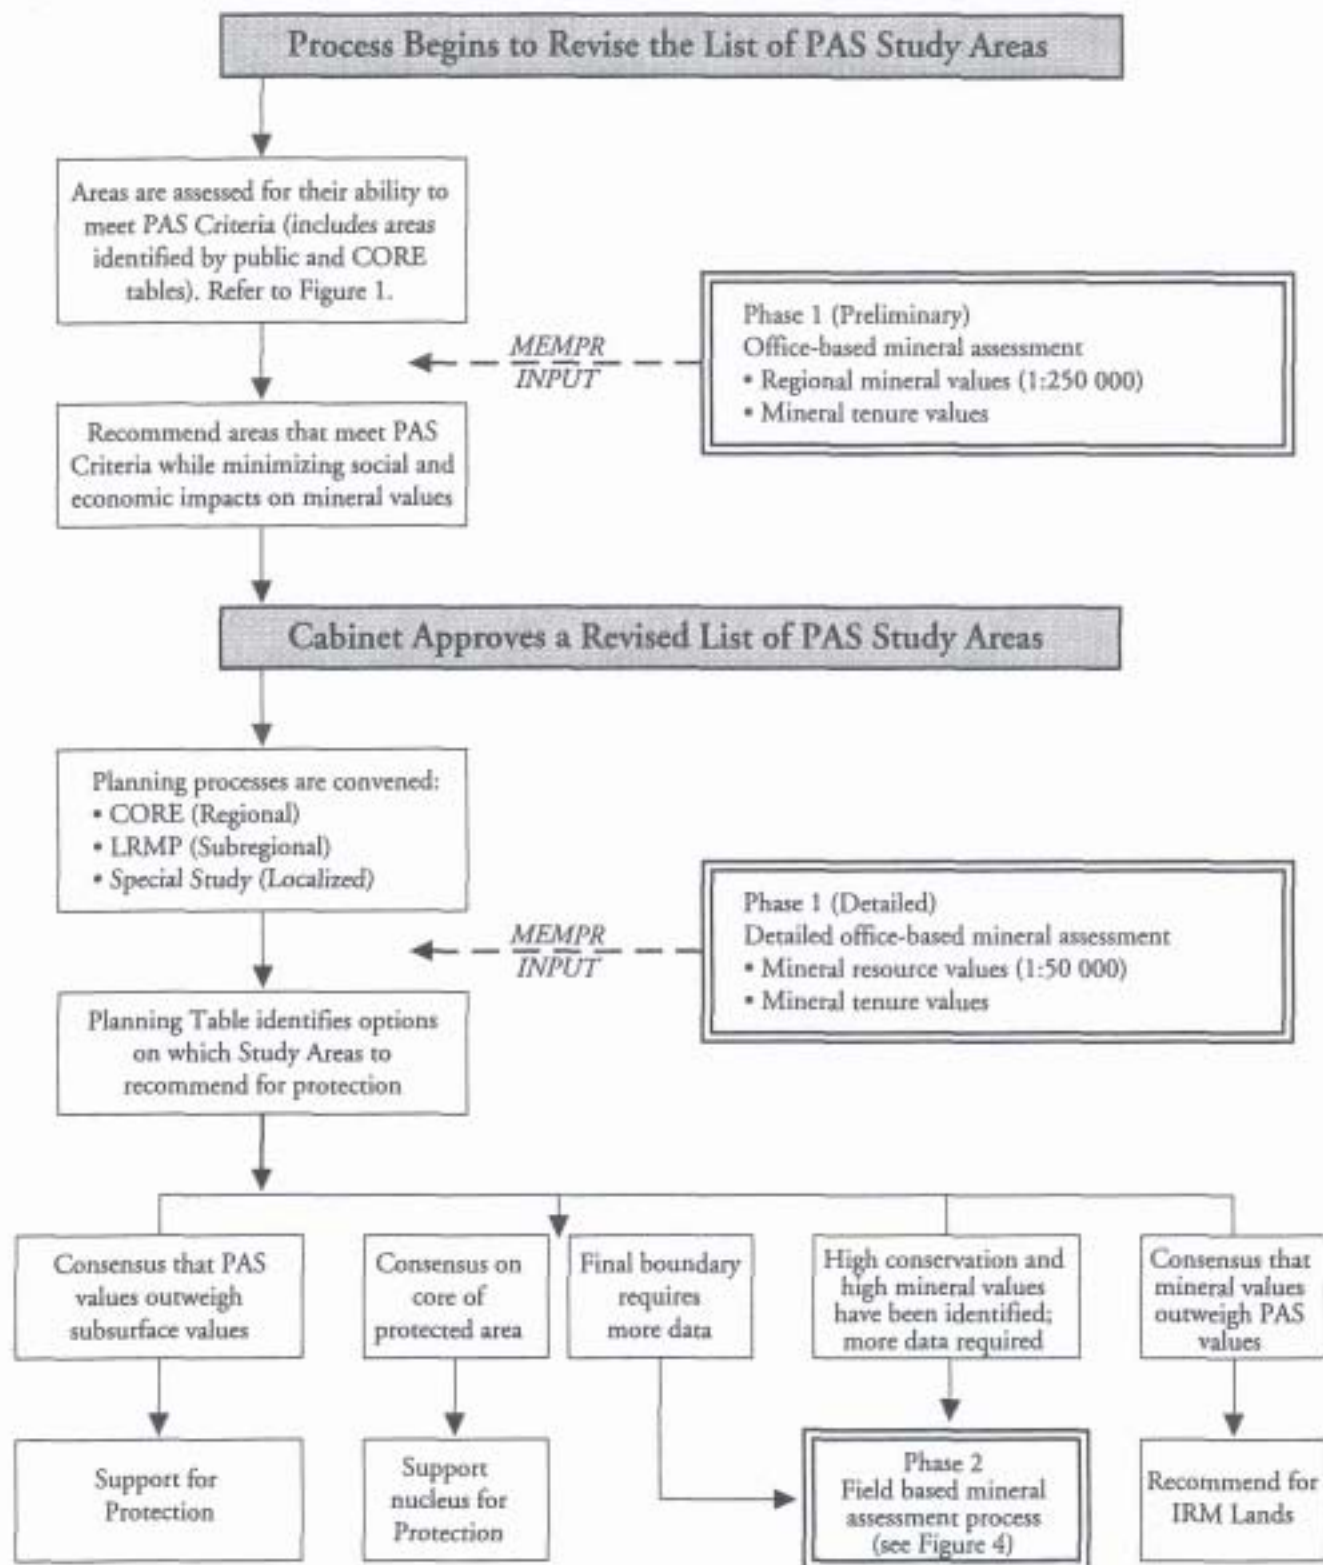 Process Begins to Revise the List of PAS Study Areas
Areas are assessed for their ability to
meet PAS Criteria (includes areas
identified by public and CORE
tables). Refer to Figure 1.
MEMPR
INPUT
Phase 1 (Preliminary)
Office-based mineral assessment
• Regional mineral values (1:250 000)
• Mineral tenure values
Recommend areas that meet PAS
Criteria while minimizing social and
economic impacts on mineral values
Cabinet Approves a Revised List of PAS Study Areas
Planning processes are convened:
• CORE (Regional)
• LRMP (Subregional)
• Special Study (Localized)
MEMPR
INPUT
Phase 1 (Detailed)
Detailed office-based mineral assessment
• Mineral resource values (1:50 000)
• Mineral tenure values
Planning Table identifies options
on which Study Areas to
recommend for protection
Consensus that PAS
values outweigh
subsurface values
Consensus on
core of
protected area
Final boundary
requires
more data
High conservation and
high mineral values
have been identified;
more data required
Consensus that
mineral values
outweigh PAS
values
Support for
Protection
Support
nucleus for
Protection
Phase 2
Field based mineral
assessment process
(see Figure 4)
Recommend for
IRM Lands